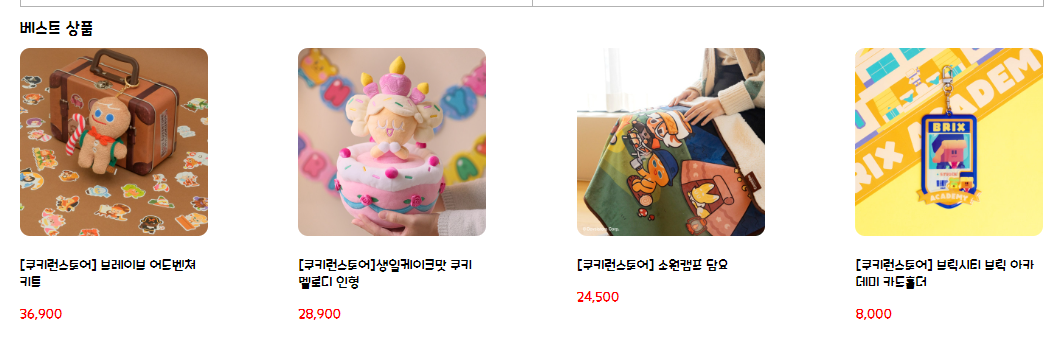 베스트 상품
BRIX
ACADEMY
[쿠키런스토어] 브레이브 어드벤쳐
키트
36,900
[쿠키런스토어]생일케이크맛 쿠키
멜로디 인형
28,900
[쿠키런스토어] 소원캠프 담요
24,500
[쿠키런스토어] 브릭시티 브릭 아카
데미 카드홀더
8,000